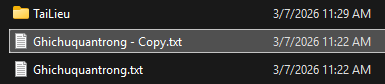 TaiLieu 3/7/2026 11:29 AM
Ghichuquantrong - Copy.txt 3/7/2026 11:22 AM
Ghichuquantrong.txt 3/7/2026 11:22 AM